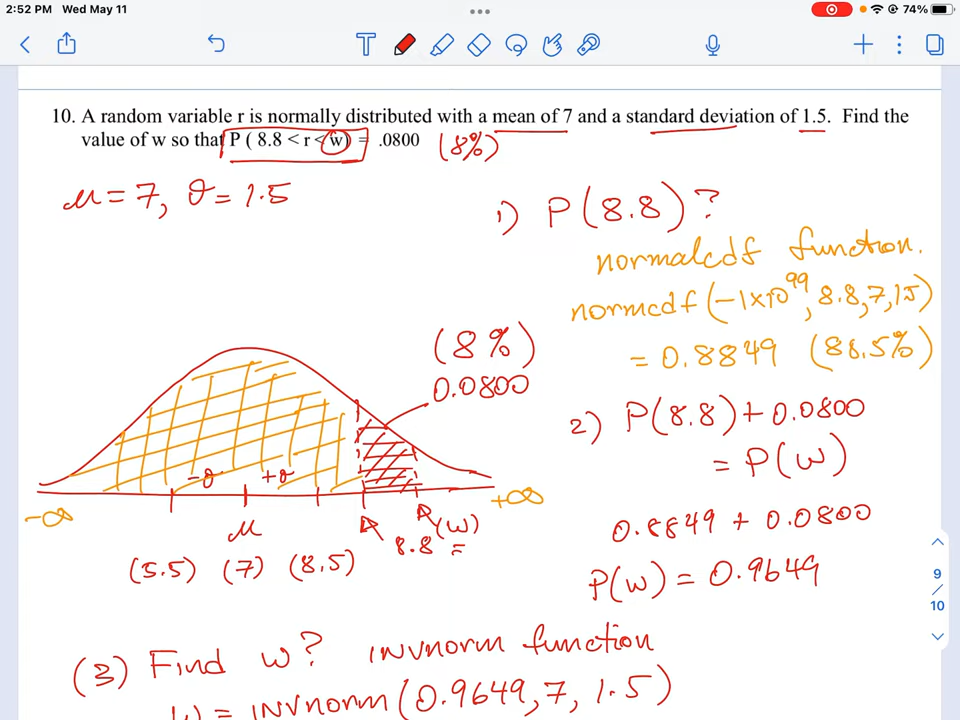 2:52 PM Wed May 11
74%
10. A random variable r is normally distributed with a mean of 7 and a standard deviation of 1.5. Find the
value of w so that P ( 8.8 < r < w) = .0800 (8%)
μ = 7, σ = 1.5
1) P(8.8)?
normalcdf function.
normcdf (-1×10^99, 8.8, 7, 1.5)
= 0.8849 (88.5%)
(8%)
0.0800
2) P(8.8) + 0.0800
= P(w)
0.8849 + 0.0800
P(w) = 0.9649
-σ +σ
-∞ +∞
μ
8.8 (w) =
(5.5) (7) (8.5)
(3) Find w? invnorm function
w = invnorm (0.9649, 7, 1.5)
9
/
10